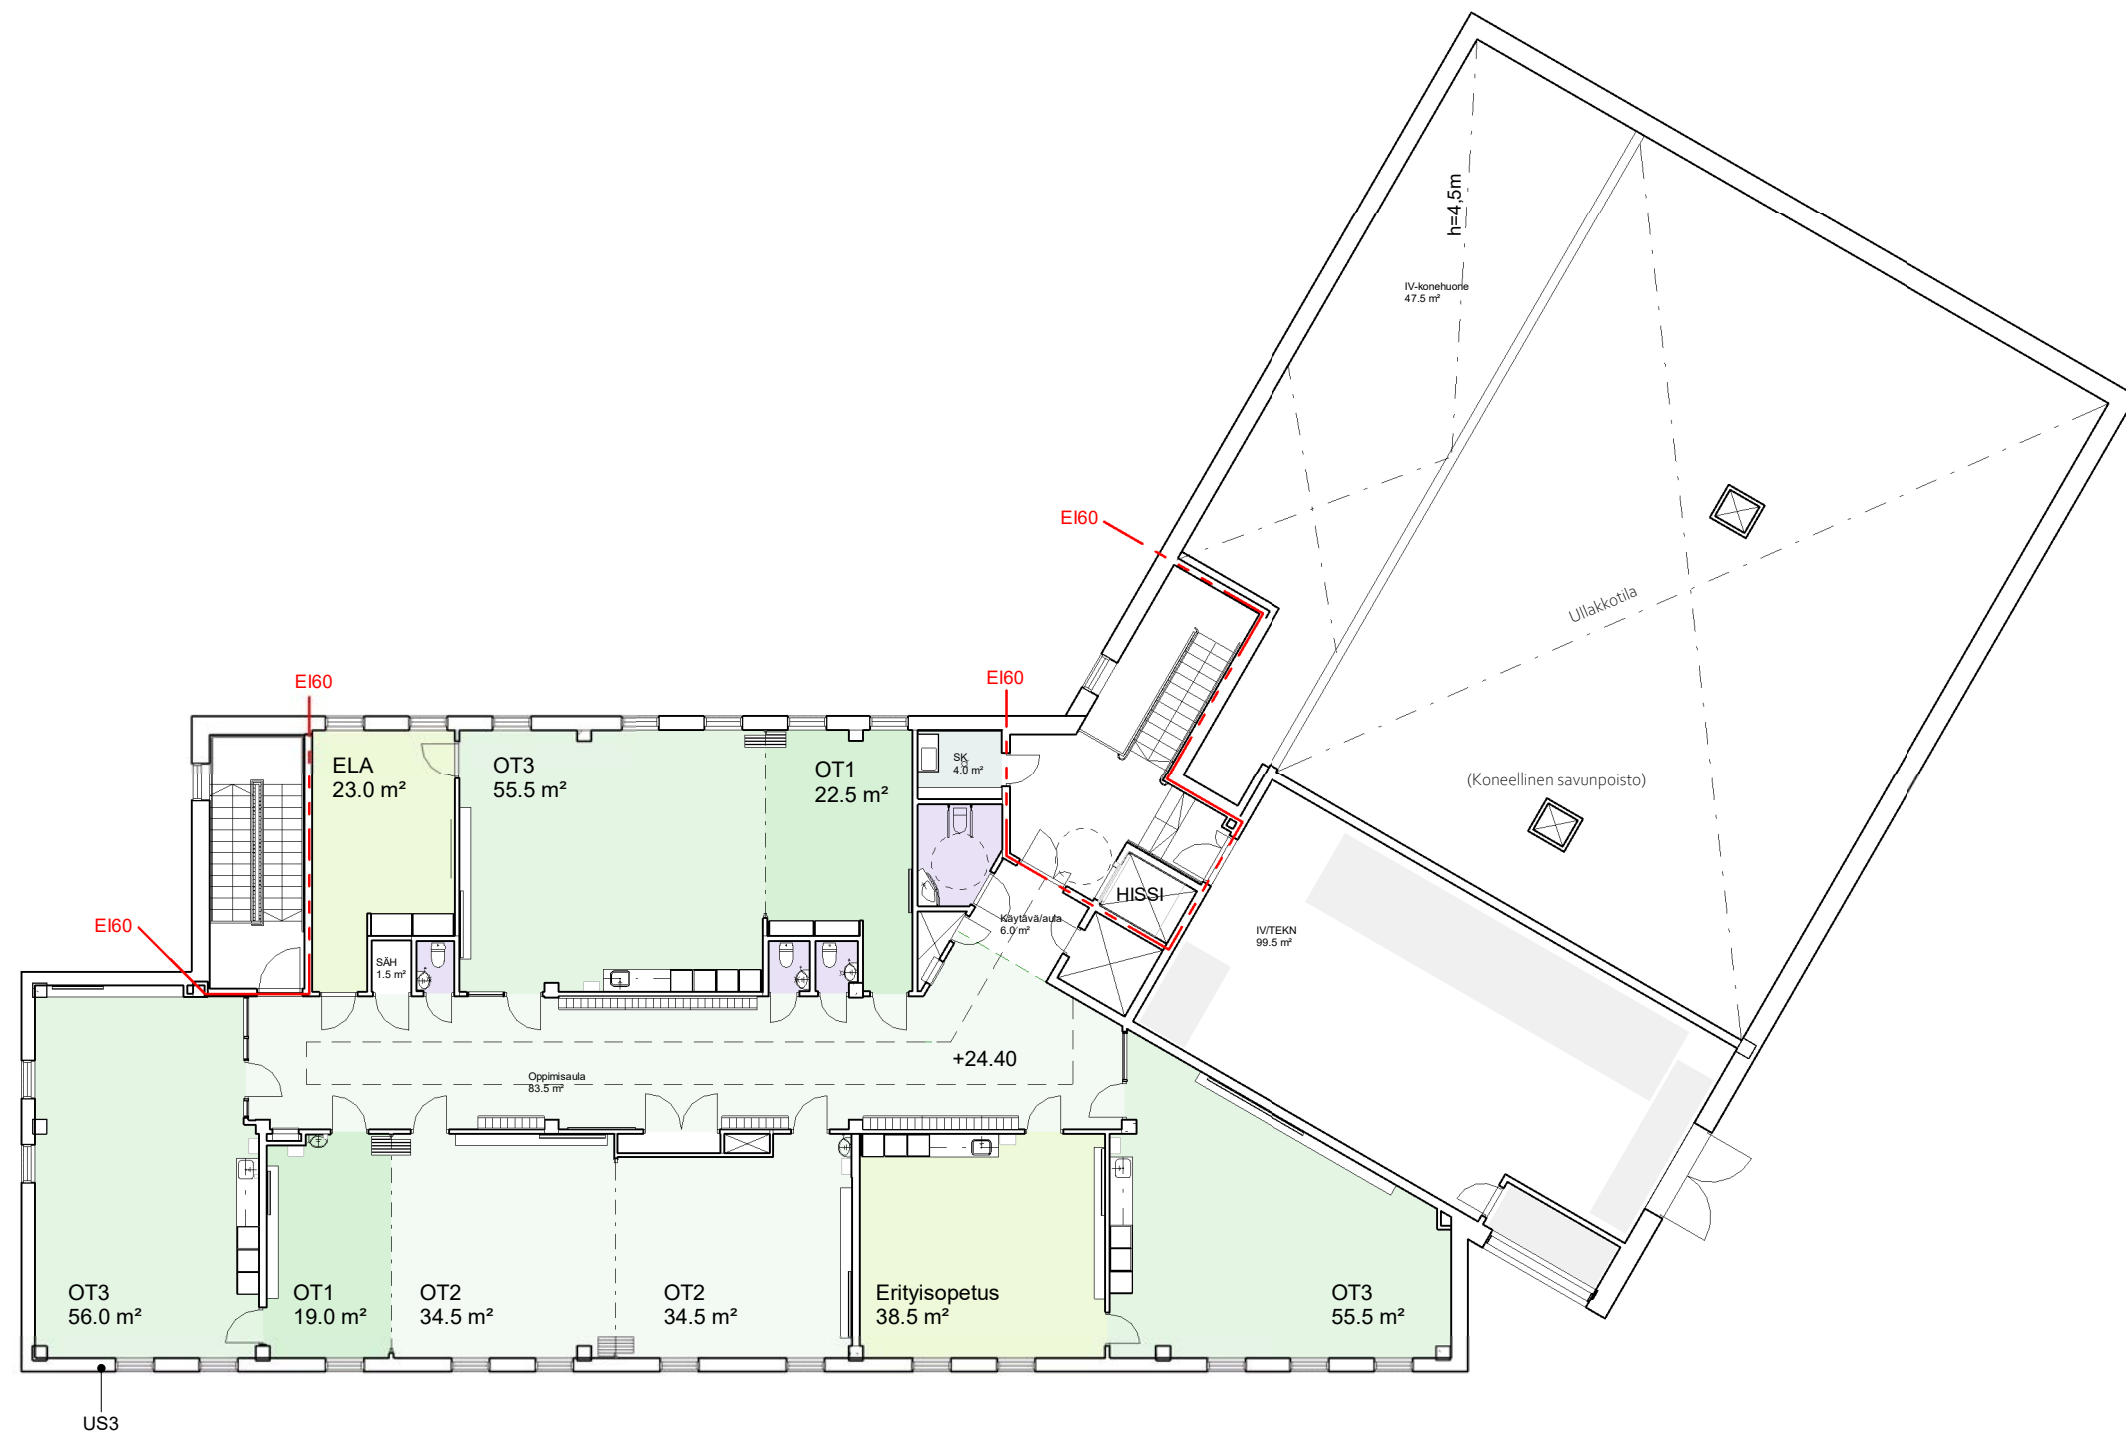 h=4,5m
IV-konehuone
47.5 m²
EI60
Ullakkotila
EI60
EI60
ELA
23.0 m²
OT3
55.5 m²
OT1
22.5 m²
SK
4.0 m²
(Koneellinen savunpoisto)
HISSI
EI60
Käytävä/aula
6.0 m²
IV/TEKN
99.5 m²
SÄH
1.5 m²
+24.40
Oppimisaula
83.5 m²
OT3
56.0 m²
OT1
19.0 m²
OT2
34.5 m²
OT2
34.5 m²
Erityisopetus
38.5 m²
OT3
55.5 m²
US3